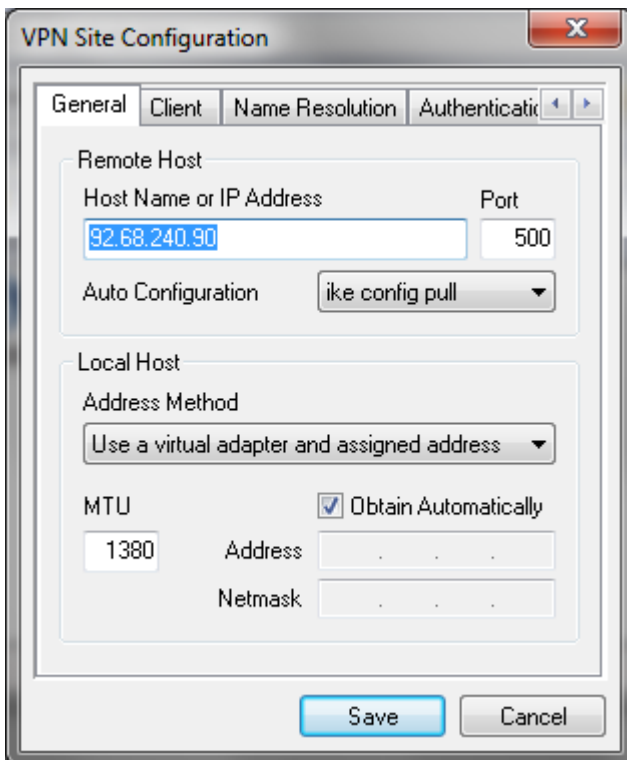 VPN Site Configuration
General Client Name Resolution
Remote Host
Host Name or IP Address Port
92.68.240.90 500
Auto Configuration ike config pull
Local Host
Address Method
Use a virtual adapter and assigned address
MTU Obtain Automatically
1380 Address . . .
Netmask . . .
Save Cancel